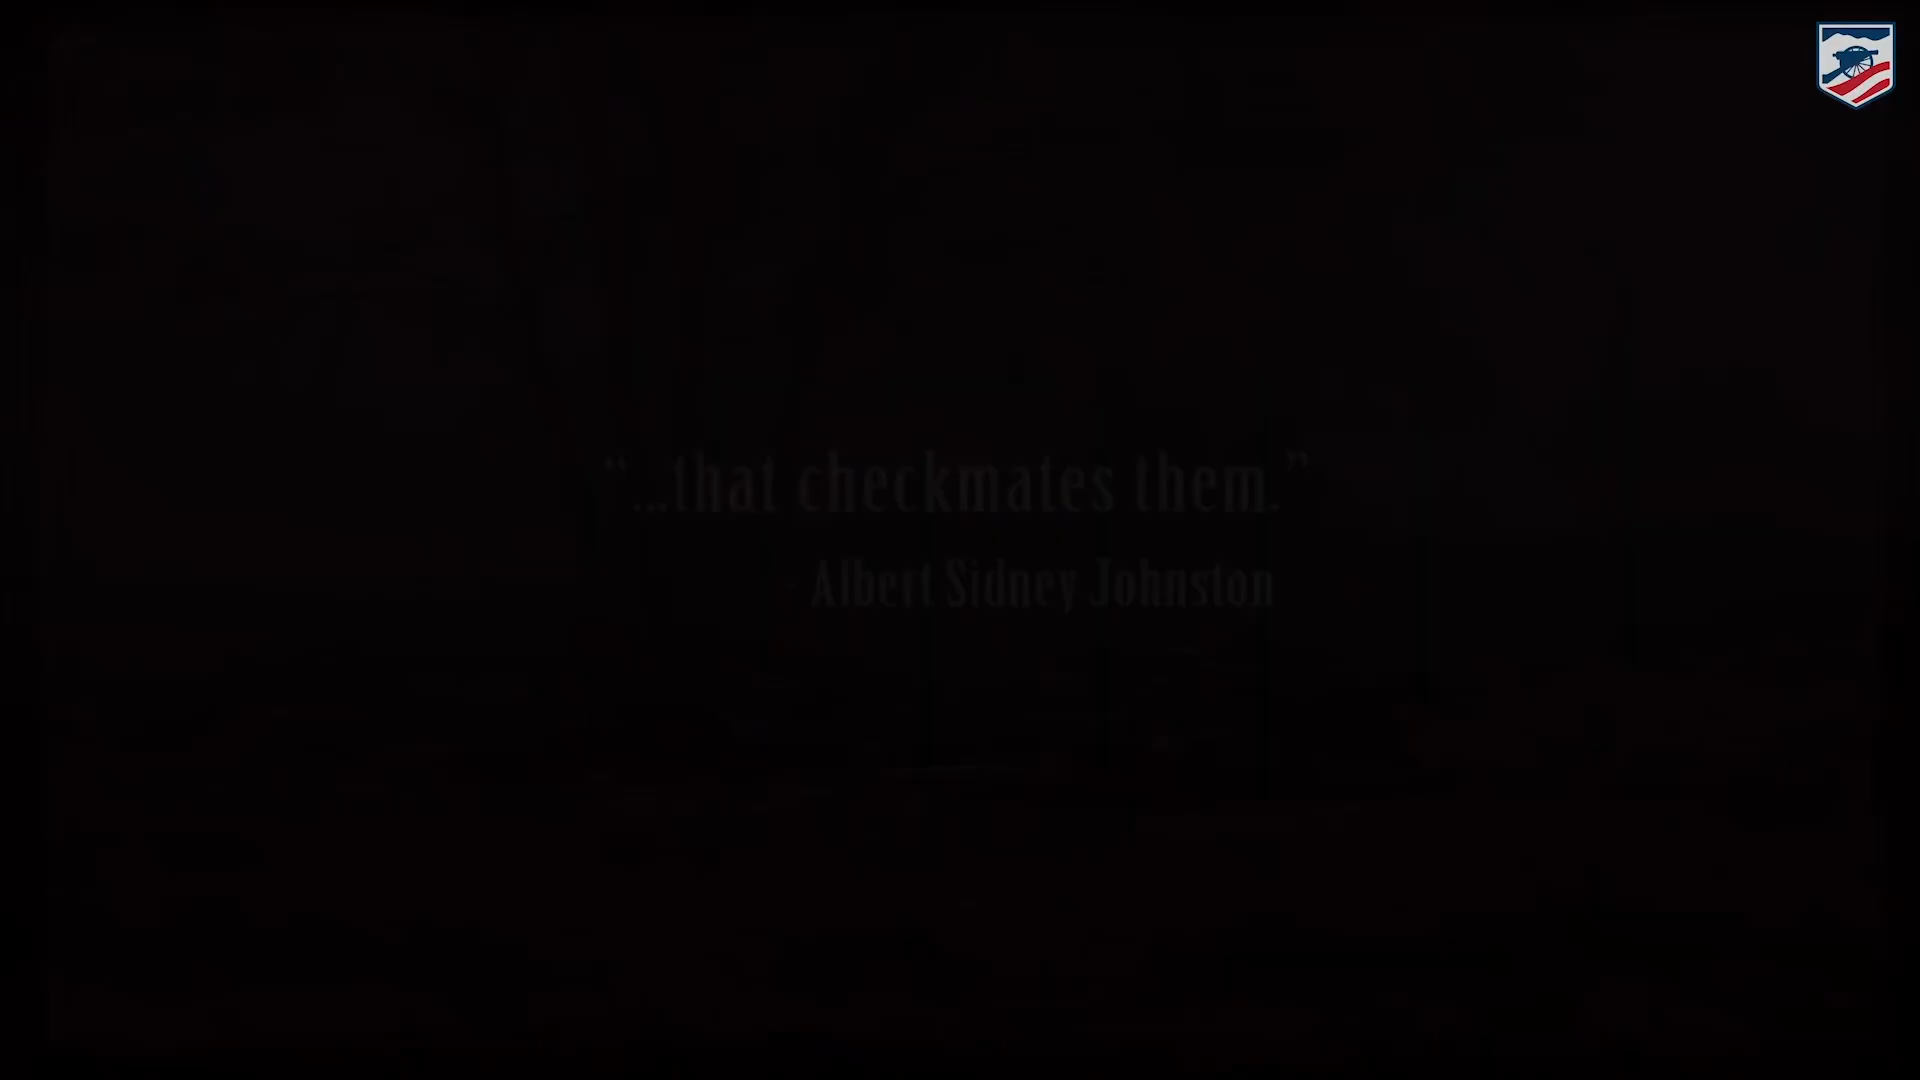 “...that checkmates them.”
- Albert Sidney Johnston